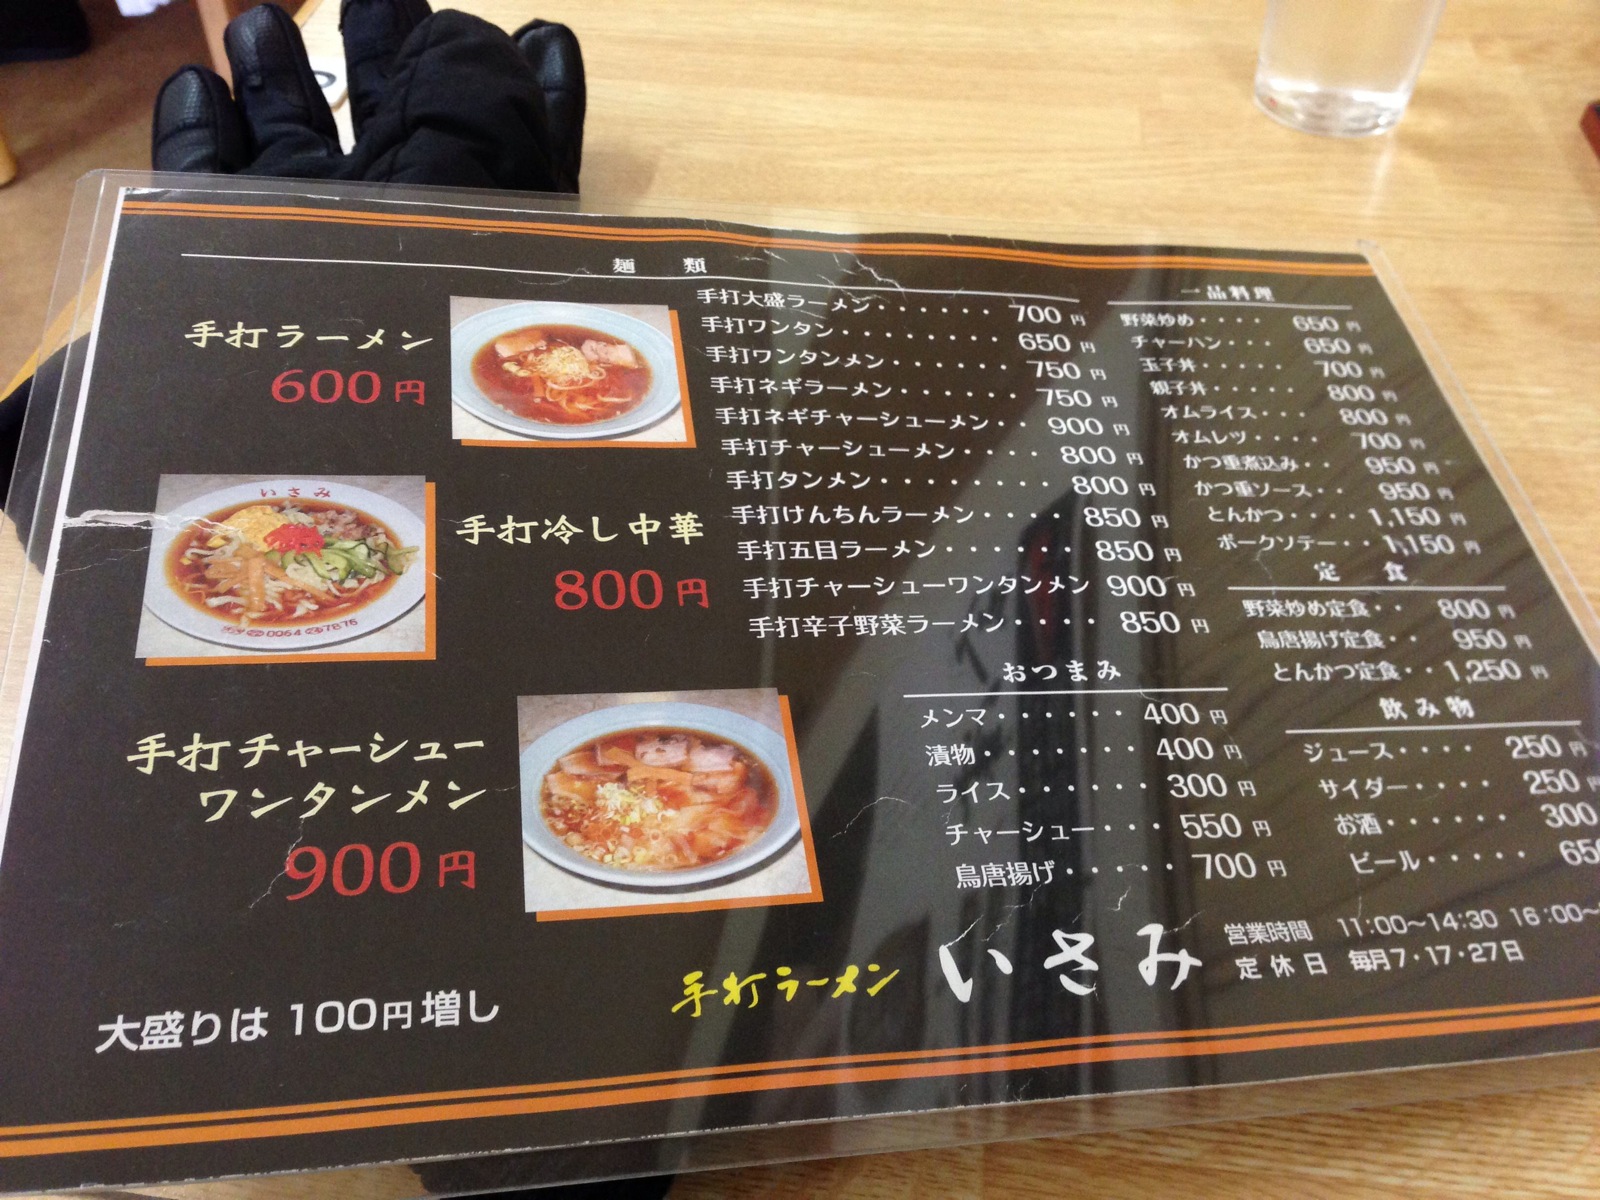 麺類
手打ラーメン
600円
いさみ
手打冷し中華
800円
手打チャーシュー
ワンタンメン
900円
大盛りは 100円増し
手打大盛ラーメン・・・・・・ 700円
手打ワンタン・・・・・・・・ 650円
手打ワンタンメン・・・・・・ 750円
手打ネギラーメン・・・・・・ 750円
手打ネギチャーシューメン・・ 900円
手打チャーシューメン・・・・ 800円
手打タンメン・・・・・・・・ 800円
手打けんちんラーメン・・・・ 850円
手打五目ラーメン・・・・・・ 850円
手打チャーシューワンタンメン 900円
手打辛子野菜ラーメン・・・・ 850円
おつまみ
メンマ・・・・・・ 400円
漬物・・・・・・・ 400円
ライス・・・・・・ 300円
チャーシュー・・・ 550円
鳥唐揚げ・・・・・ 700円
一品料理
野菜炒め・・・・ 650円
チャーハン・・・ 650円
玉子丼・・・・・ 700円
親子丼・・・・・ 800円
オムライス・・・ 800円
オムレツ・・・・ 700円
かつ重煮込み・・ 950円
かつ重ソース・・ 950円
とんかつ・・・・ 1,150円
ポークソテー・・ 1,150円
定食
野菜炒め定食・・ 800円
鳥唐揚げ定食・・ 950円
とんかつ定食・・ 1,250円
飲み物
ジュース・・・・ 250円
サイダー・・・・ 250円
お酒・・・・・・ 300
ビール・・・・・ 650
手打ラーメン いさみ
営業時間 11:00〜14:30 16:00〜
定休日 毎月7・17・27日